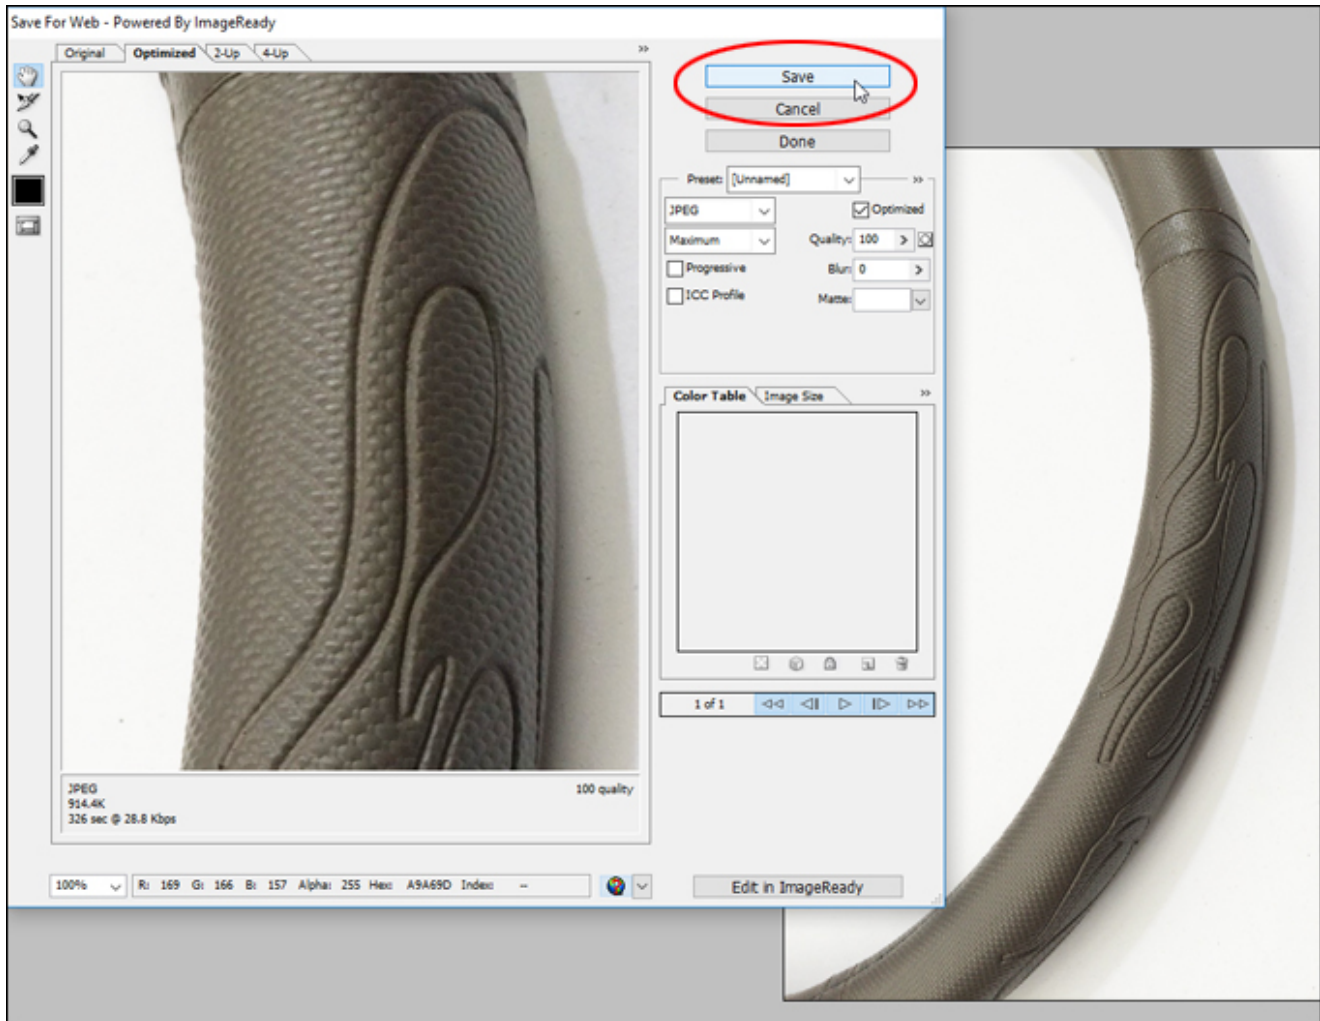 Save For Web - Powered By ImageReady
Original Optimized 2-Up 4-Up
Save
Cancel
Done
Preset: [Unnamed]
JPEG Optimized
Maximum Quality: 100
Progressive Blur: 0
ICC Profile Matte:
Color Table Image Size
1 of 1
JPEG 100 quality
914.4K
326 sec @ 28.8 Kbps
100% R: 169 G: 166 B: 157 Alpha: 255 Hex: A9A69D Index: --
Edit in ImageReady